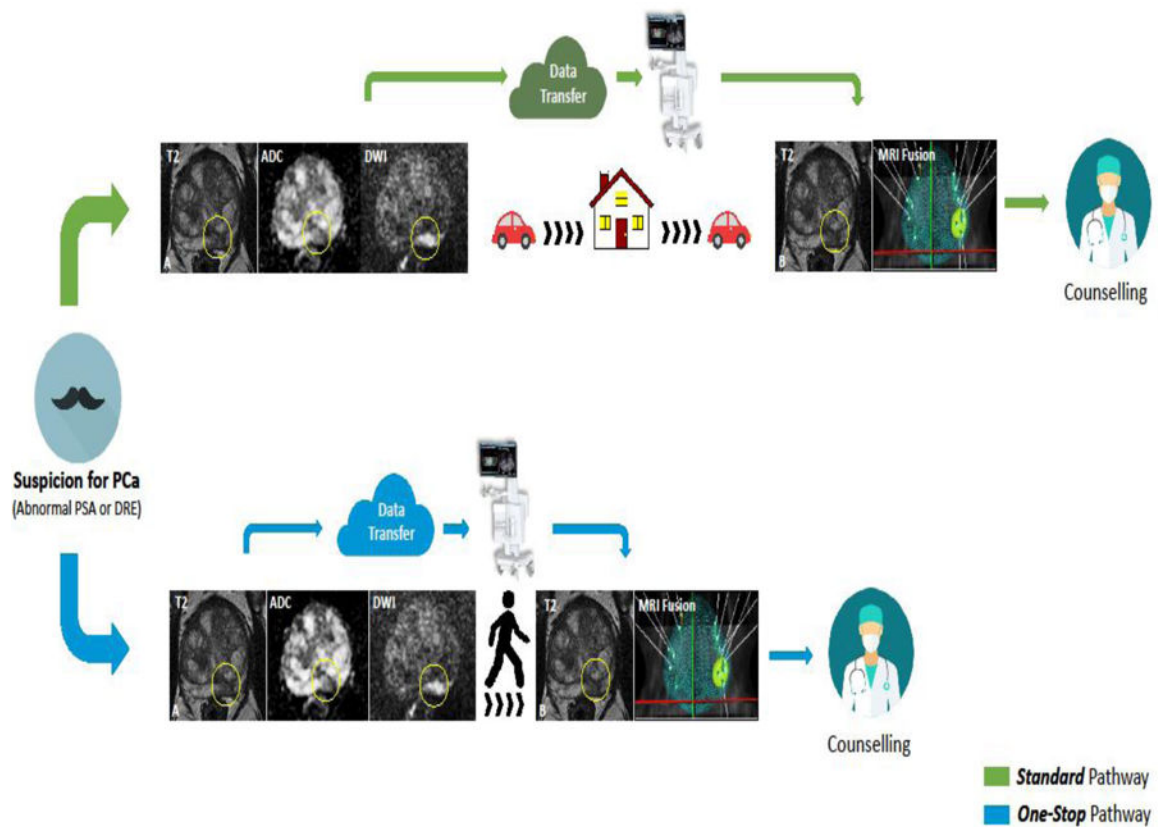 Data
Transfer
T2
ADC
DWI
A
T2
MRI Fusion
B
Counselling
Suspicion for PCa
(Abnormal PSA or DRE)
Data
Transfer
T2
ADC
DWI
A
T2
MRI Fusion
B
Counselling
Standard Pathway
One-Stop Pathway